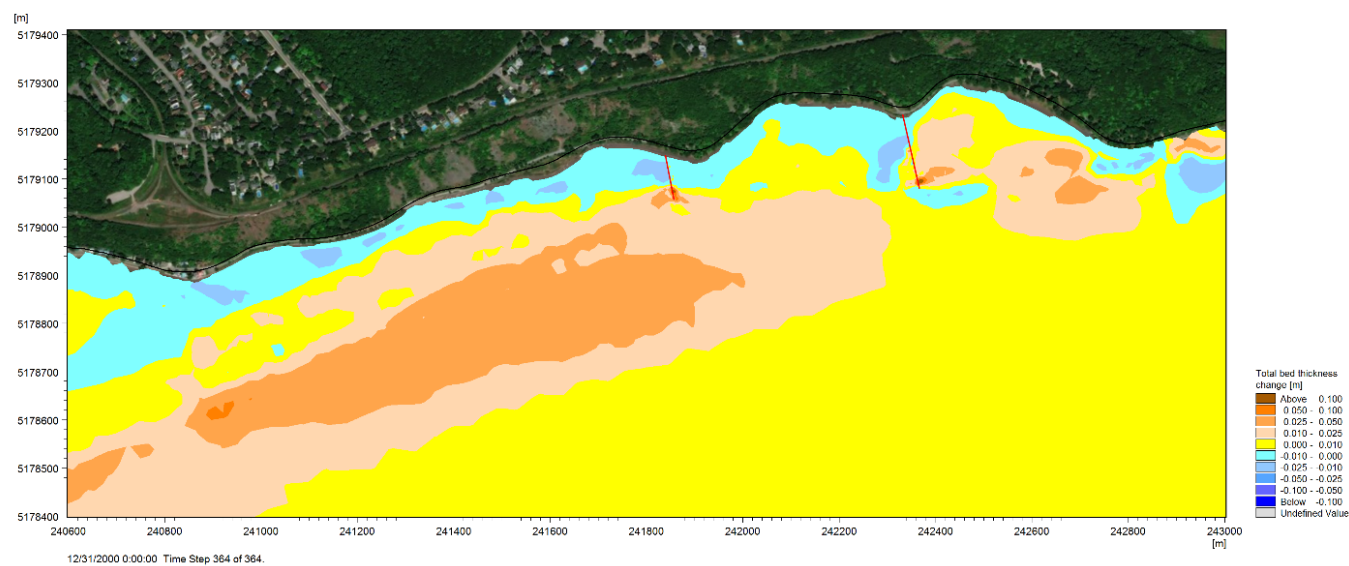 [m]
5179400
5179300
5179200
5179100
5179000
5178900
5178800
5178700
5178600
5178500
5178400
240600 240800 241000 241200 241400 241600 241800 242000 242200 242400 242600 242800 243000
[m]
Total bed thickness
change [m]
Above 0.100
0.050 - 0.100
0.025 - 0.050
0.010 - 0.025
0.000 - 0.010
-0.010 - 0.000
-0.025 - -0.010
-0.050 - -0.025
-0.100 - -0.050
Below -0.100
Undefined Value
12/31/2000 0:00:00 Time Step 364 of 364.